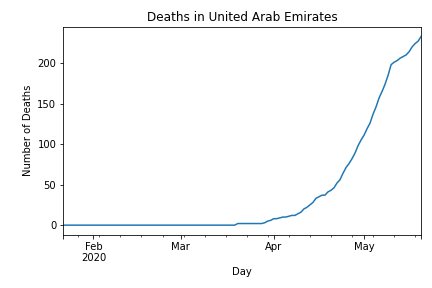 Deaths in United Arab Emirates
Number of Deaths
200
150
100
50
0
Feb
2020
Mar
Apr
May
Day